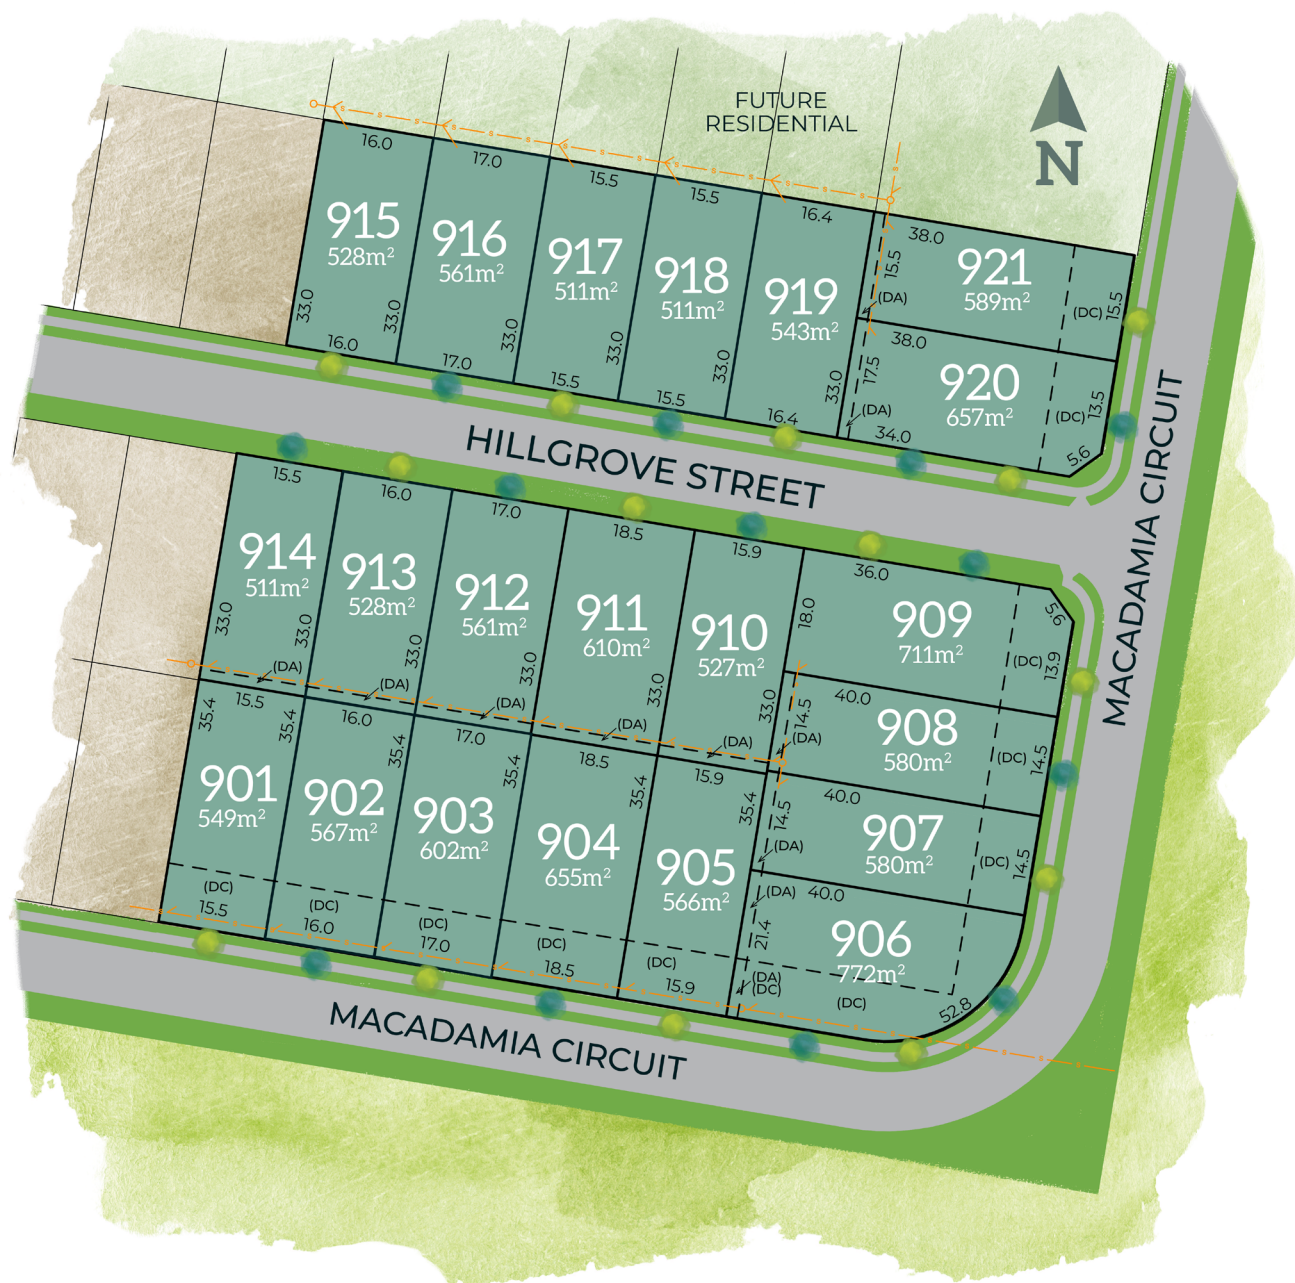 FUTURE
RESIDENTIAL
N
16.0
915
528m²
33.0
16.0
17.0
916
561m²
33.0
17.0
15.5
917
511m²
33.0
15.5
15.5
918
511m²
33.0
15.5
16.4
919
543m²
33.0
16.4
33.0
38.0
921
589m²
15.5
(DA)
(DC)
15.5
38.0
920
657m²
17.5
(DA)
(DC)
13.5
34.0
5.6
HILLGROVE STREET
MACADAMIA CIRCUIT
15.5
914
511m²
33.0
33.0
(DA)
16.0
913
528m²
33.0
(DA)
17.0
912
561m²
33.0
(DA)
18.5
911
610m²
33.0
(DA)
15.9
910
527m²
33.0
(DA)
36.0
909
711m²
18.0
5.6
(DC)
13.9
40.0
908
580m²
14.5
(DA)
(DC)
14.5
40.0
907
580m²
14.5
(DA)
(DC)
14.5
40.0
906
772m²
(DA)
21.4
(DA)
(DC)
(DC)
52.8
15.5
35.4
35.4
901
549m²
(DC)
15.5
16.0
35.4
902
567m²
(DC)
16.0
17.0
35.4
903
602m²
(DC)
17.0
18.5
35.4
904
655m²
(DC)
18.5
15.9
35.4
905
566m²
(DC)
15.9
MACADAMIA CIRCUIT